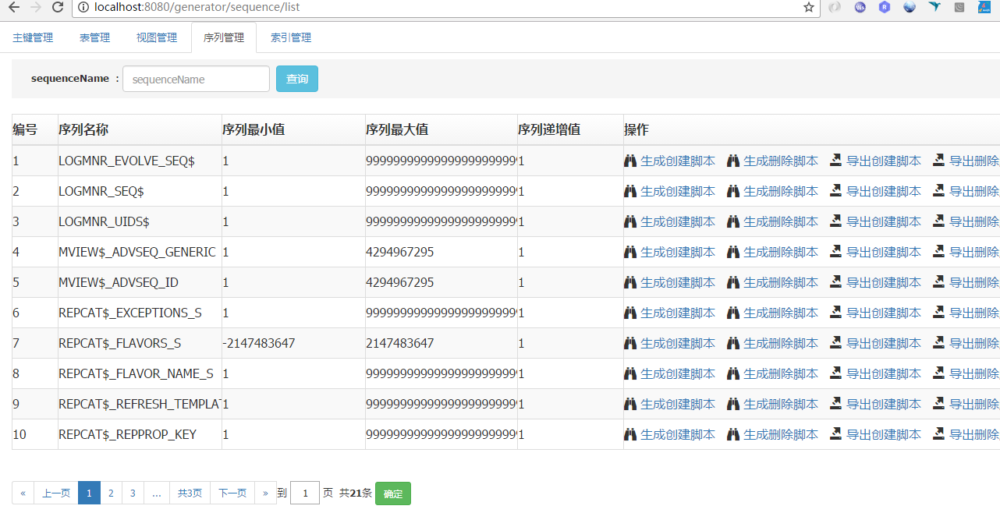 localhost:8080/generator/sequence/list
主键管理 表管理 视图管理 序列管理 索引管理
sequenceName : sequenceName 查询
编号 序列名称 序列最小值 序列最大值 序列递增值 操作
1 LOGMNR_EVOLVE_SEQ$ 1 9999999999999999999999 1 生成创建脚本 生成删除脚本 导出创建脚本 导出删除
2 LOGMNR_SEQ$ 1 9999999999999999999999 1 生成创建脚本 生成删除脚本 导出创建脚本 导出删除
3 LOGMNR_UIDS$ 1 9999999999999999999999 1 生成创建脚本 生成删除脚本 导出创建脚本 导出删除
4 MVIEW$_ADVSEQ_GENERIC 1 4294967295 1 生成创建脚本 生成删除脚本 导出创建脚本 导出删除
5 MVIEW$_ADVSEQ_ID 1 4294967295 1 生成创建脚本 生成删除脚本 导出创建脚本 导出删除
6 REPCAT$_EXCEPTIONS_S 1 9999999999999999999999 1 生成创建脚本 生成删除脚本 导出创建脚本 导出删除
7 REPCAT$_FLAVORS_S -2147483647 2147483647 1 生成创建脚本 生成删除脚本 导出创建脚本 导出删除
8 REPCAT$_FLAVOR_NAME_S 1 9999999999999999999999 1 生成创建脚本 生成删除脚本 导出创建脚本 导出删除
9 REPCAT$_REFRESH_TEMPLAT 1 9999999999999999999999 1 生成创建脚本 生成删除脚本 导出创建脚本 导出删除
10 REPCAT$_REPPROP_KEY 1 9999999999999999999999 1 生成创建脚本 生成删除脚本 导出创建脚本 导出删除
« 上一页 1 2 3 ... 共3页 下一页 » 到 1 页 共21条 确定